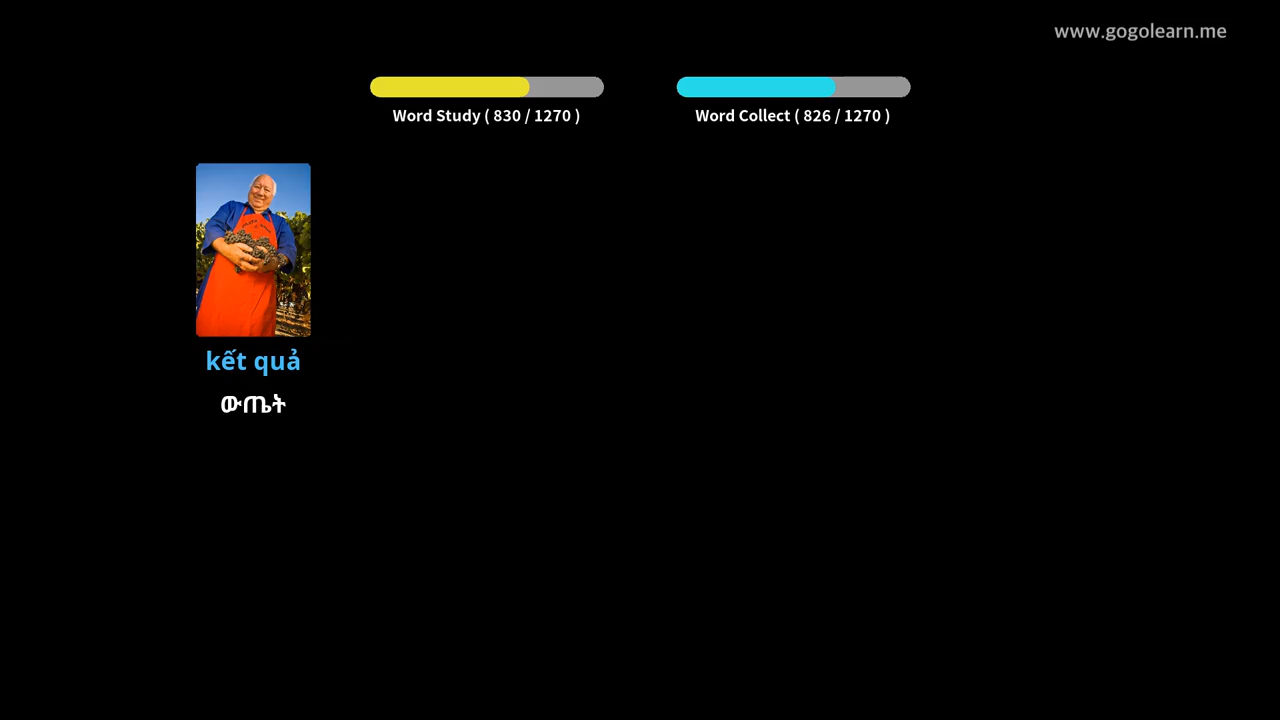 www.gogolearn.me
Word Study ( 830 / 1270 )
Word Collect ( 826 / 1270 )
kết quả
ውጤት